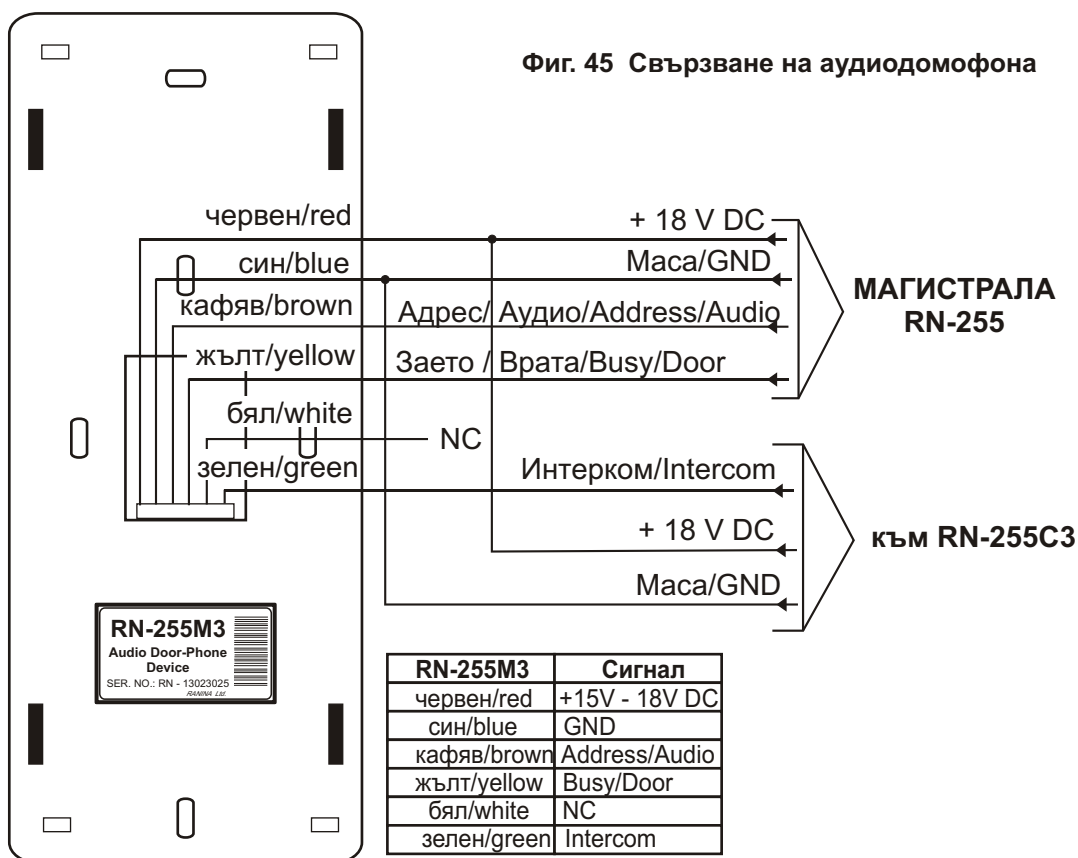 Фиг. 45 Свързване на аудиодомофона
червен/red
+ 18 V DC
син/blue
Маса/GND
кафяв/brown
Адрес/ Аудио/Address/Audio
жълт/yellow
Заето / Врата/Busy/Door
МАГИСТРАЛА
RN-255
бял/white
NC
зелен/green
Интерком/Intercom
+ 18 V DC
Маса/GND
към RN-255C3
RN-255M3
Audio Door-Phone
Device
SER. NO.: RN - 13023025
RANINA Ltd.
RN-255M3 Сигнал
червен/red +15V - 18V DC
син/blue GND
кафяв/brown Address/Audio
жълт/yellow Busy/Door
бял/white NC
зелен/green Intercom